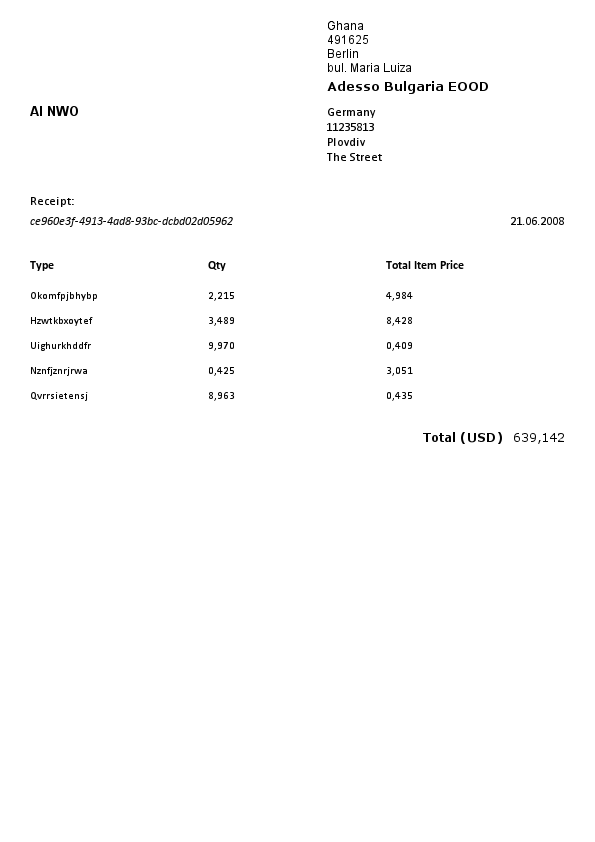 Ghana
491625
Berlin
bul. Maria Luiza
Adesso Bulgaria EOOD
AI NWO
Germany
11235813
Plovdiv
The Street
Receipt:
ce960e3f-4913-4ad8-93bc-dcbd02d05962 21.06.2008
Type Qty Total Item Price
Okomfpjbhybp 2,215 4,984
Hzwtkbxoytef 3,489 8,428
Uighurkhddfr 9,970 0,409
Nznfjznrjrwa 0,425 3,051
Qvrrsietensj 8,963 0,435
Total (USD) 639,142